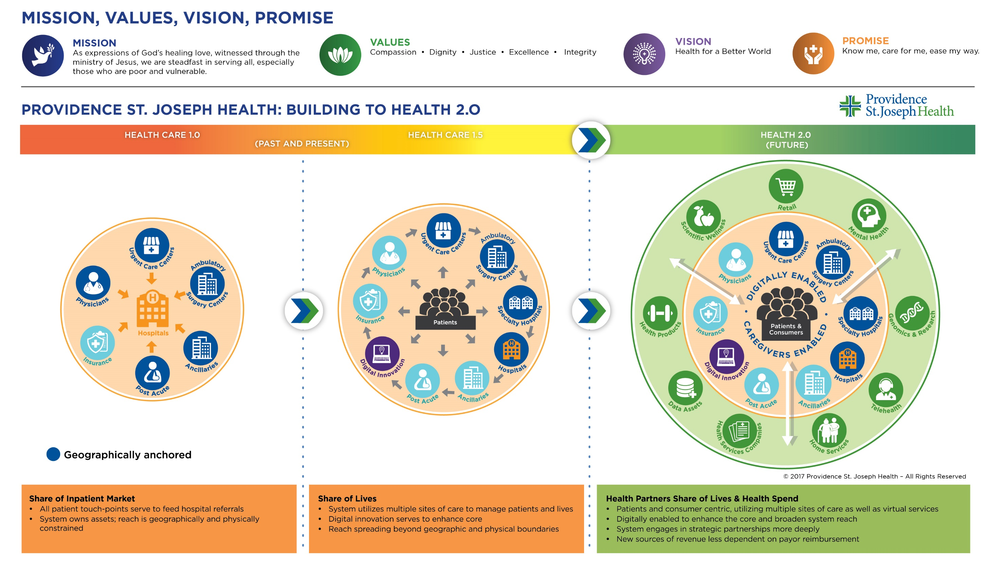 MISSION, VALUES, VISION, PROMISE
MISSION
As expressions of God's healing love, witnessed through the
ministry of Jesus, we are steadfast in serving all, especially
those who are poor and vulnerable.
VALUES
Compassion • Dignity • Justice • Excellence • Integrity
VISION
Health for a Better World
PROMISE
Know me, care for me, ease my way.
PROVIDENCE ST. JOSEPH HEALTH: BUILDING TO HEALTH 2.0
Providence
St.Joseph Health
HEALTH CARE 1.0
(PAST AND PRESENT)
HEALTH CARE 1.5
HEALTH 2.0
(FUTURE)
Urgent Care Centers
Ambulatory
Surgery Centers
Physicians
H
Hospitals
Insurance
Ancillaries
Post Acute
Geographically anchored
Urgent Care Centers
Ambulatory
Surgery Centers
Physicians
Insurance
Patients
H H
Specialty Hospitals
Digital Innovation
H
Hospitals
Post Acute
Ancillaries
Retail
Scientific Wellness
Mental Health
Urgent Care Centers
Ambulatory
Surgery Centers
Physicians
• DIGITALLY ENABLED •
Patients &
Consumers
CAREGIVERS ENABLED
Health Products
Insurance
H H
Specialty Hospitals
Genomics & Research
Digital Innovation
H
Hospitals
Post Acute
Ancillaries
Data Assets
Telehealth
Health Services Companies
Home Services
© 2017 Providence St. Joseph Health – All Rights Reserved
Share of Inpatient Market
• All patient touch-points serve to feed hospital referrals
• System owns assets; reach is geographically and physically
constrained
Share of Lives
• System utilizes multiple sites of care to manage patients and lives
• Digital innovation serves to enhance core
• Reach spreading beyond geographic and physical boundaries
Health Partners Share of Lives & Health Spend
• Patients and consumer centric, utilizing multiple sites of care as well as virtual services
• Digitally enabled to enhance the core and broaden system reach
• System engages in strategic partnerships more deeply
• New sources of revenue less dependent on payor reimbursement